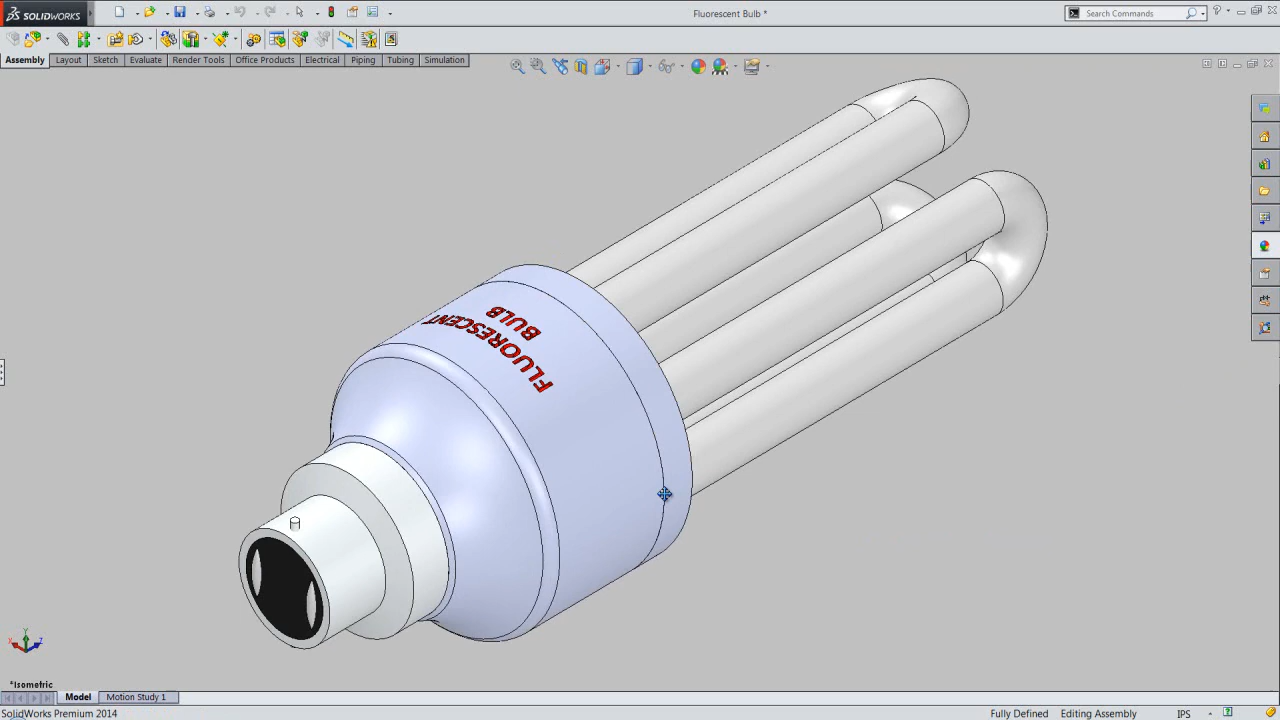 SOLIDWORKS
Fluorescent Bulb *
Search Commands
Assembly Layout Sketch Evaluate Render Tools Office Products Electrical Piping Tubing Simulation
FLUORESCENT
BULB
Y
X
Z
*Isometric
Model Motion Study 1
SolidWorks Premium 2014
Fully Defined Editing Assembly IPS